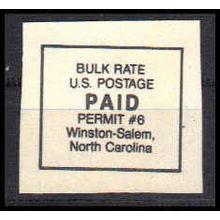 BULK RATE
U.S. POSTAGE
PAID
PERMIT #6
Winston-Salem,
North Carolina